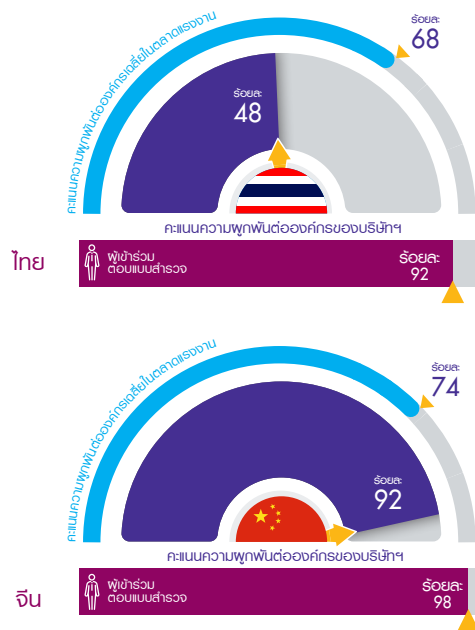 คะแนนความผูกพันต่อองค์กรเฉลี่ยในตลาดแรงงาน
ร้อยละ
68
ร้อยละ
48
คะแนนความผูกพันต่อองค์กรของบริษัทฯ
ไทย
ผู้เข้าร่วม
ตอบแบบสำรวจ
ร้อยละ
92
คะแนนความผูกพันต่อองค์กรเฉลี่ยในตลาดแรงงาน
ร้อยละ
74
ร้อยละ
92
คะแนนความผูกพันต่อองค์กรของบริษัทฯ
จีน
ผู้เข้าร่วม
ตอบแบบสำรวจ
ร้อยละ
98